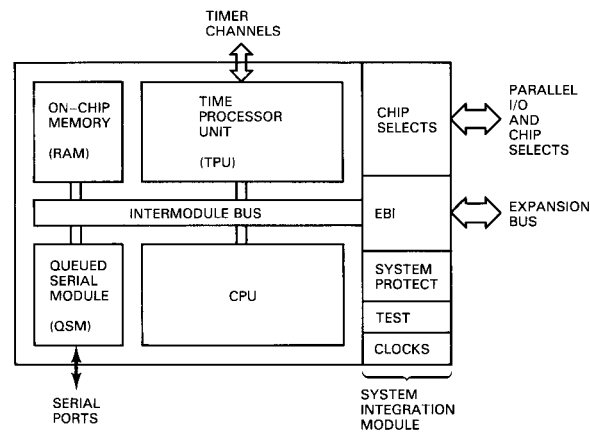 TIMER
CHANNELS
ON–CHIP
MEMORY
(RAM)
TIME
PROCESSOR
UNIT
(TPU)
CHIP
SELECTS
PARALLEL
I/O
AND
CHIP
SELECTS
INTERMODULE BUS
EBI
EXPANSION
BUS
QUEUED
SERIAL
MODULE
(QSM)
CPU
SYSTEM
PROTECT
TEST
CLOCKS
SERIAL
PORTS
SYSTEM
INTEGRATION
MODULE